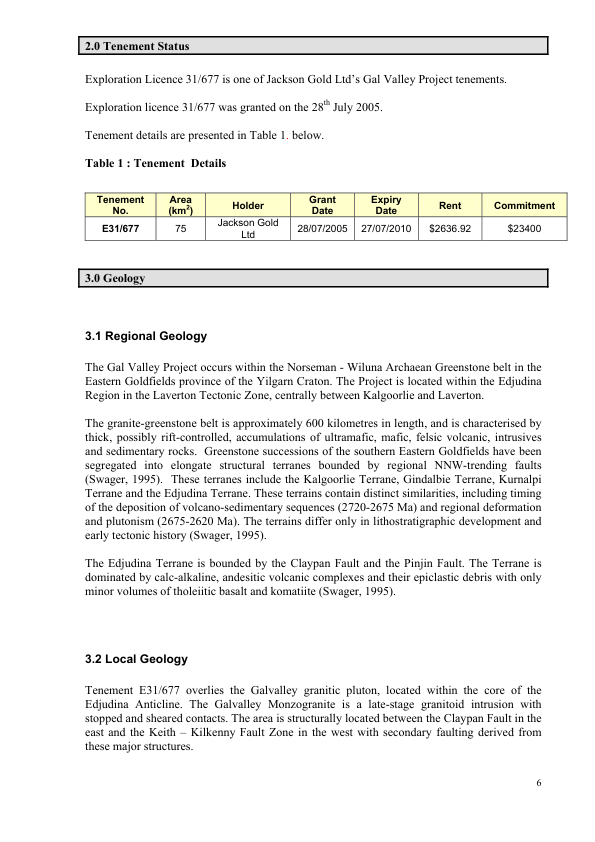 2.0 Tenement Status
Exploration Licence 31/677 is one of Jackson Gold Ltd's Gal Valley Project tenements.
Exploration licence 31/677 was granted on the 28th July 2005.
Tenement details are presented in Table 1. below.
Table 1 : Tenement Details
Tenement No. Area (km²) Holder Grant Date Expiry Date Rent Commitment
E31/677 75 Jackson Gold Ltd 28/07/2005 27/07/2010 $2636.92 $23400
3.0 Geology
3.1 Regional Geology
The Gal Valley Project occurs within the Norseman - Wiluna Archaean Greenstone belt in the
Eastern Goldfields province of the Yilgarn Craton. The Project is located within the Edjudina
Region in the Laverton Tectonic Zone, centrally between Kalgoorlie and Laverton.
The granite-greenstone belt is approximately 600 kilometres in length, and is characterised by
thick, possibly rift-controlled, accumulations of ultramafic, mafic, felsic volcanic, intrusives
and sedimentary rocks. Greenstone successions of the southern Eastern Goldfields have been
segregated into elongate structural terranes bounded by regional NNW-trending faults
(Swager, 1995). These terranes include the Kalgoorlie Terrane, Gindalbie Terrane, Kurnalpi
Terrane and the Edjudina Terrane. These terrains contain distinct similarities, including timing
of the deposition of volcano-sedimentary sequences (2720-2675 Ma) and regional deformation
and plutonism (2675-2620 Ma). The terrains differ only in lithostratigraphic development and
early tectonic history (Swager, 1995).
The Edjudina Terrane is bounded by the Claypan Fault and the Pinjin Fault. The Terrane is
dominated by calc-alkaline, andesitic volcanic complexes and their epiclastic debris with only
minor volumes of tholeiitic basalt and komatiite (Swager, 1995).
3.2 Local Geology
Tenement E31/677 overlies the Galvalley granitic pluton, located within the core of the
Edjudina Anticline. The Galvalley Monzogranite is a late-stage granitoid intrusion with
stopped and sheared contacts. The area is structurally located between the Claypan Fault in the
east and the Keith – Kilkenny Fault Zone in the west with secondary faulting derived from
these major structures.
6